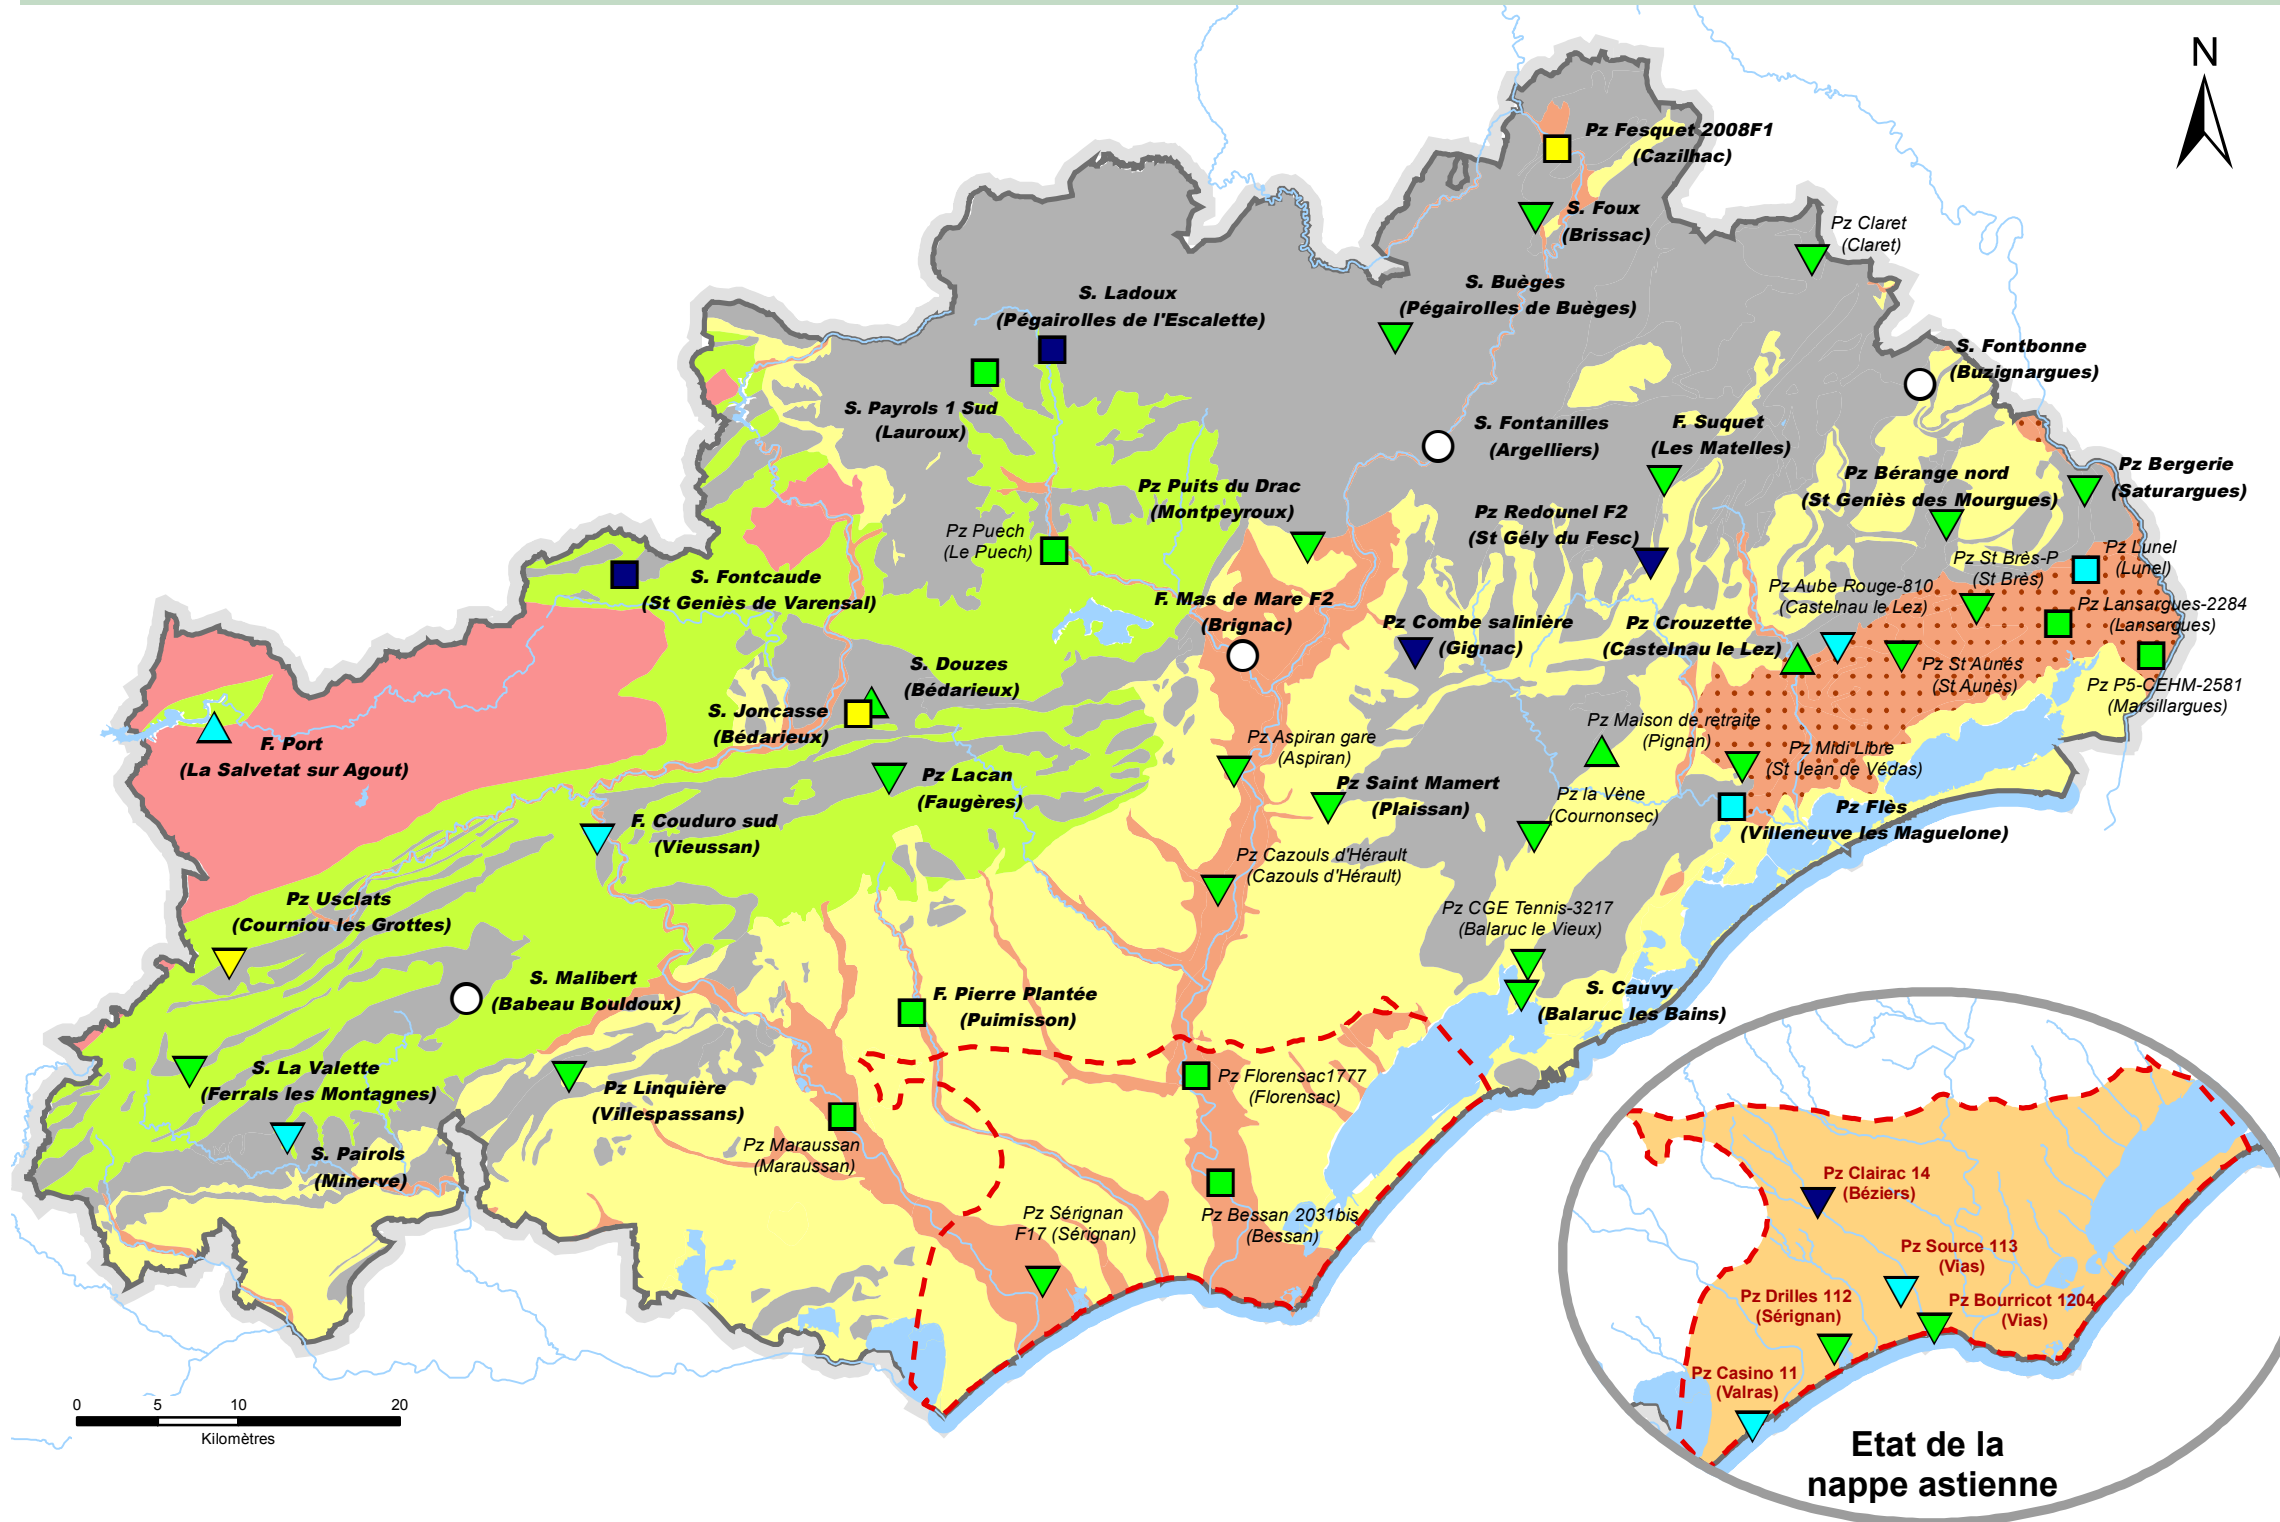 N
Pz Fesquet 2008F1
(Cazilhac)
S. Foux
(Brissac)
Pz Claret
(Claret)
S. Buèges
(Pégairolles de Buèges)
S. Ladoux
(Pégairolles de l'Escalette)
S. Fontbonne
(Buzignargues)
S. Payrols 1 Sud
(Lauroux)
S. Fontanilles
(Argelliers)
F. Suquet
(Les Matelles)
Pz Bérange nord
(St Geniès des Mourgues)
Pz Bergerie
(Saturargues)
Pz Puits du Drac
(Montpeyroux)
Pz Redounel F2
(St Gély du Fesc)
Pz Puech
(Le Puech)
Pz St Brès-P
(St Brès)
Pz Lunel
(Lunel)
S. Fontcaude
(St Geniès de Varensal)
Pz Aube Rouge-810
(Castelnau le Lez)
F. Mas de Mare F2
(Brignac)
Pz Combe salinière
(Gignac)
Pz Crouzette
(Castelnau le Lez)
Pz Lansargues-2284
(Lansargues)
S. Douzes
(Bédarieux)
Pz St Aunés
(St Aunès)
Pz P5-CEHM-2581
(Marsillargues)
S. Joncasse
(Bédarieux)
F. Port
(La Salvetat sur Agout)
Pz Maison de retraite
(Pignan)
Pz Aspiran gare
(Aspiran)
Pz Midi Libre
(St Jean de Védas)
Pz Lacan
(Faugères)
Pz Saint Mamert
(Plaissan)
Pz la Vène
(Cournonsec)
Pz Flès
(Villeneuve les Maguelone)
F. Couduro sud
(Vieussan)
Pz Cazouls d'Hérault
(Cazouls d'Hérault)
Pz Usclats
(Courniou les Grottes)
Pz CGE Tennis-3217
(Balaruc le Vieux)
S. Malibert
(Babeau Bouldoux)
F. Pierre Plantée
(Puimisson)
S. Cauvy
(Balaruc les Bains)
S. La Valette
(Ferrals les Montagnes)
Pz Linquière
(Villespassans)
Pz Florensac1777
(Florensac)
Pz Maraussan
(Maraussan)
S. Pairols
(Minerve)
Pz Sérignan
F17 (Sérignan)
Pz Bessan 2031bis
(Bessan)
Pz Clairac 14
(Béziers)
Pz Source 113
(Vias)
Pz Drilles 112
(Sérignan)
Pz Bourricot 1204
(Vias)
Pz Casino 11
(Valras)
0 5 10 20
Kilomètres
Etat de la
nappe astienne